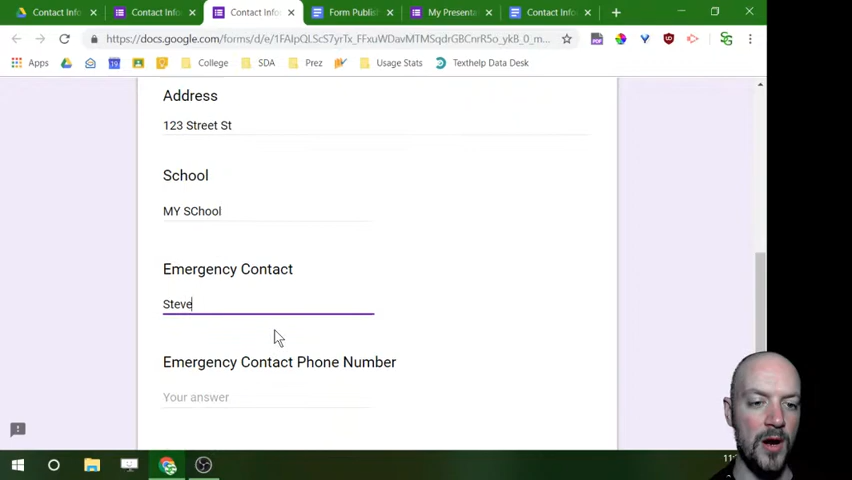 Contact Info
Contact Info
Contact Info
Form Publis
My Presenta
Contact Info
https://docs.google.com/forms/d/e/1FAIpQLScS7yrTx_FFxuWDavMTMSqdrGBCnrR5o_ykB_0_m...
Apps
College
SDA
Prez
Usage Stats
Texthelp Data Desk
Address
123 Street St
School
MY SChool
Emergency Contact
Steve
Emergency Contact Phone Number
Your answer